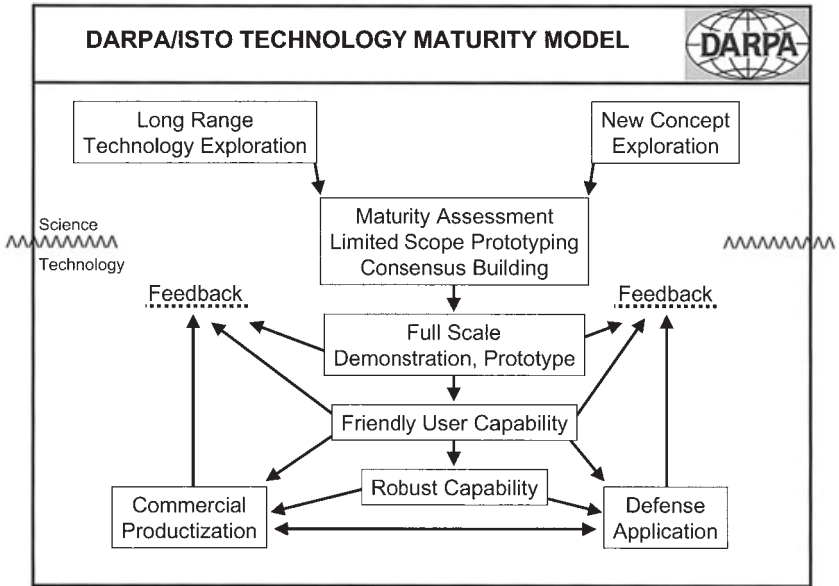 DARPA/ISTO TECHNOLOGY MATURITY MODEL
DARPA
Long Range
Technology Exploration
New Concept
Exploration
Maturity Assessment
Limited Scope Prototyping
Consensus Building
Science
Technology
Feedback
Feedback
Full Scale
Demonstration, Prototype
Friendly User Capability
Robust Capability
Commercial
Productization
Defense
Application